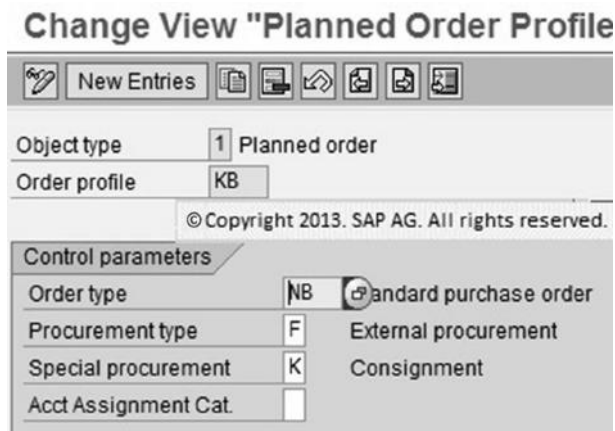 Change View "Planned Order Profile
New Entries
Object type 1 Planned order
Order profile KB
© Copyright 2013. SAP AG. All rights reserved.
Control parameters
Order type NB andard purchase order
Procurement type F External procurement
Special procurement K Consignment
Acct Assignment Cat.